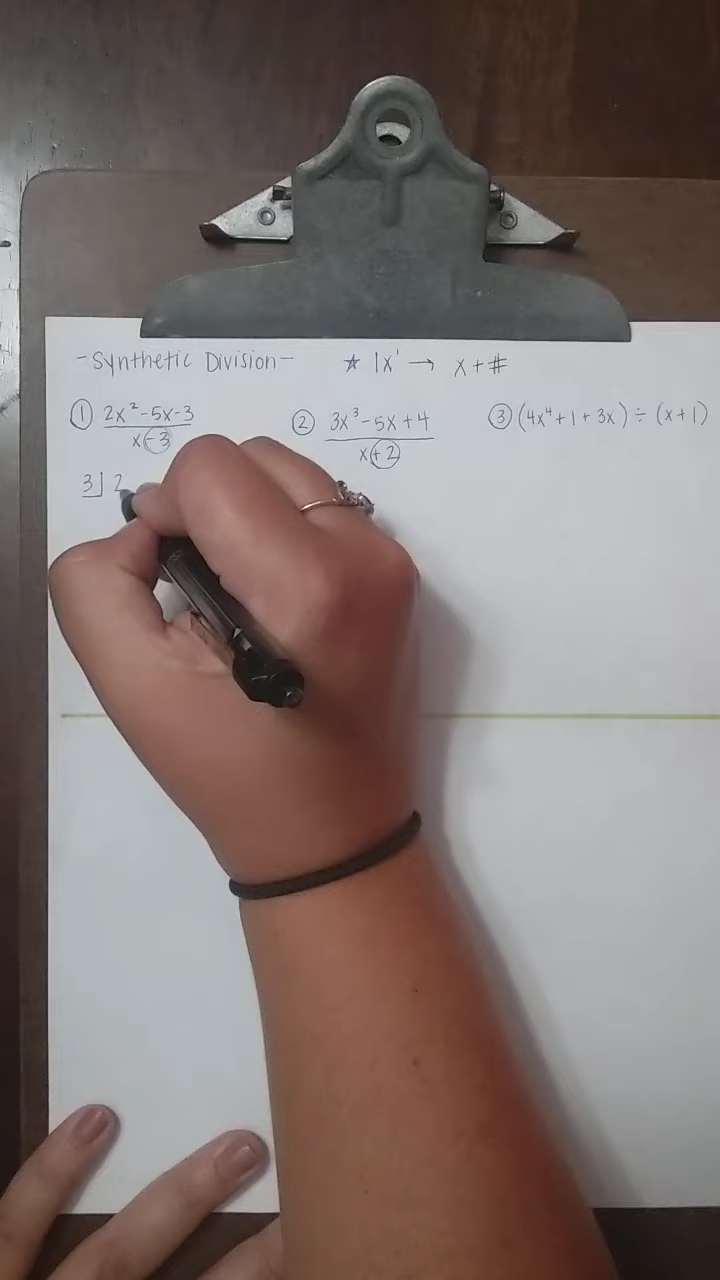 -Synthetic Division- ☆ 1x¹ → x + #
① 2x²-5x-3
x-3
② 3x³-5x+4
x+2
③ (4x⁴+1+3x) ÷ (x+1)
3⌋ 2